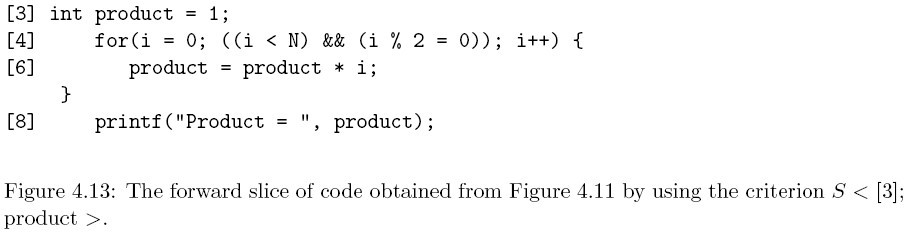 [3] int product = 1;
[4] for(i = 0; ((i < N) && (i % 2 = 0)); i++) {
[6] product = product * i;
}
[8] printf("Product = ", product);
Figure 4.13: The forward slice of code obtained from Figure 4.11 by using the criterion S < [3];
product >.